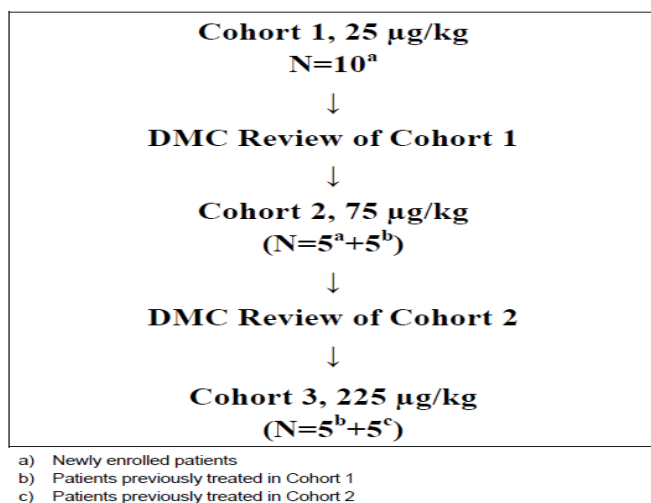 Cohort 1, 25 µg/kg
N=10ᵃ
↓
DMC Review of Cohort 1
↓
Cohort 2, 75 µg/kg
(N=5ᵃ+5ᵇ)
↓
DMC Review of Cohort 2
↓
Cohort 3, 225 µg/kg
(N=5ᵇ+5ᶜ)
a) Newly enrolled patients
b) Patients previously treated in Cohort 1
c) Patients previously treated in Cohort 2